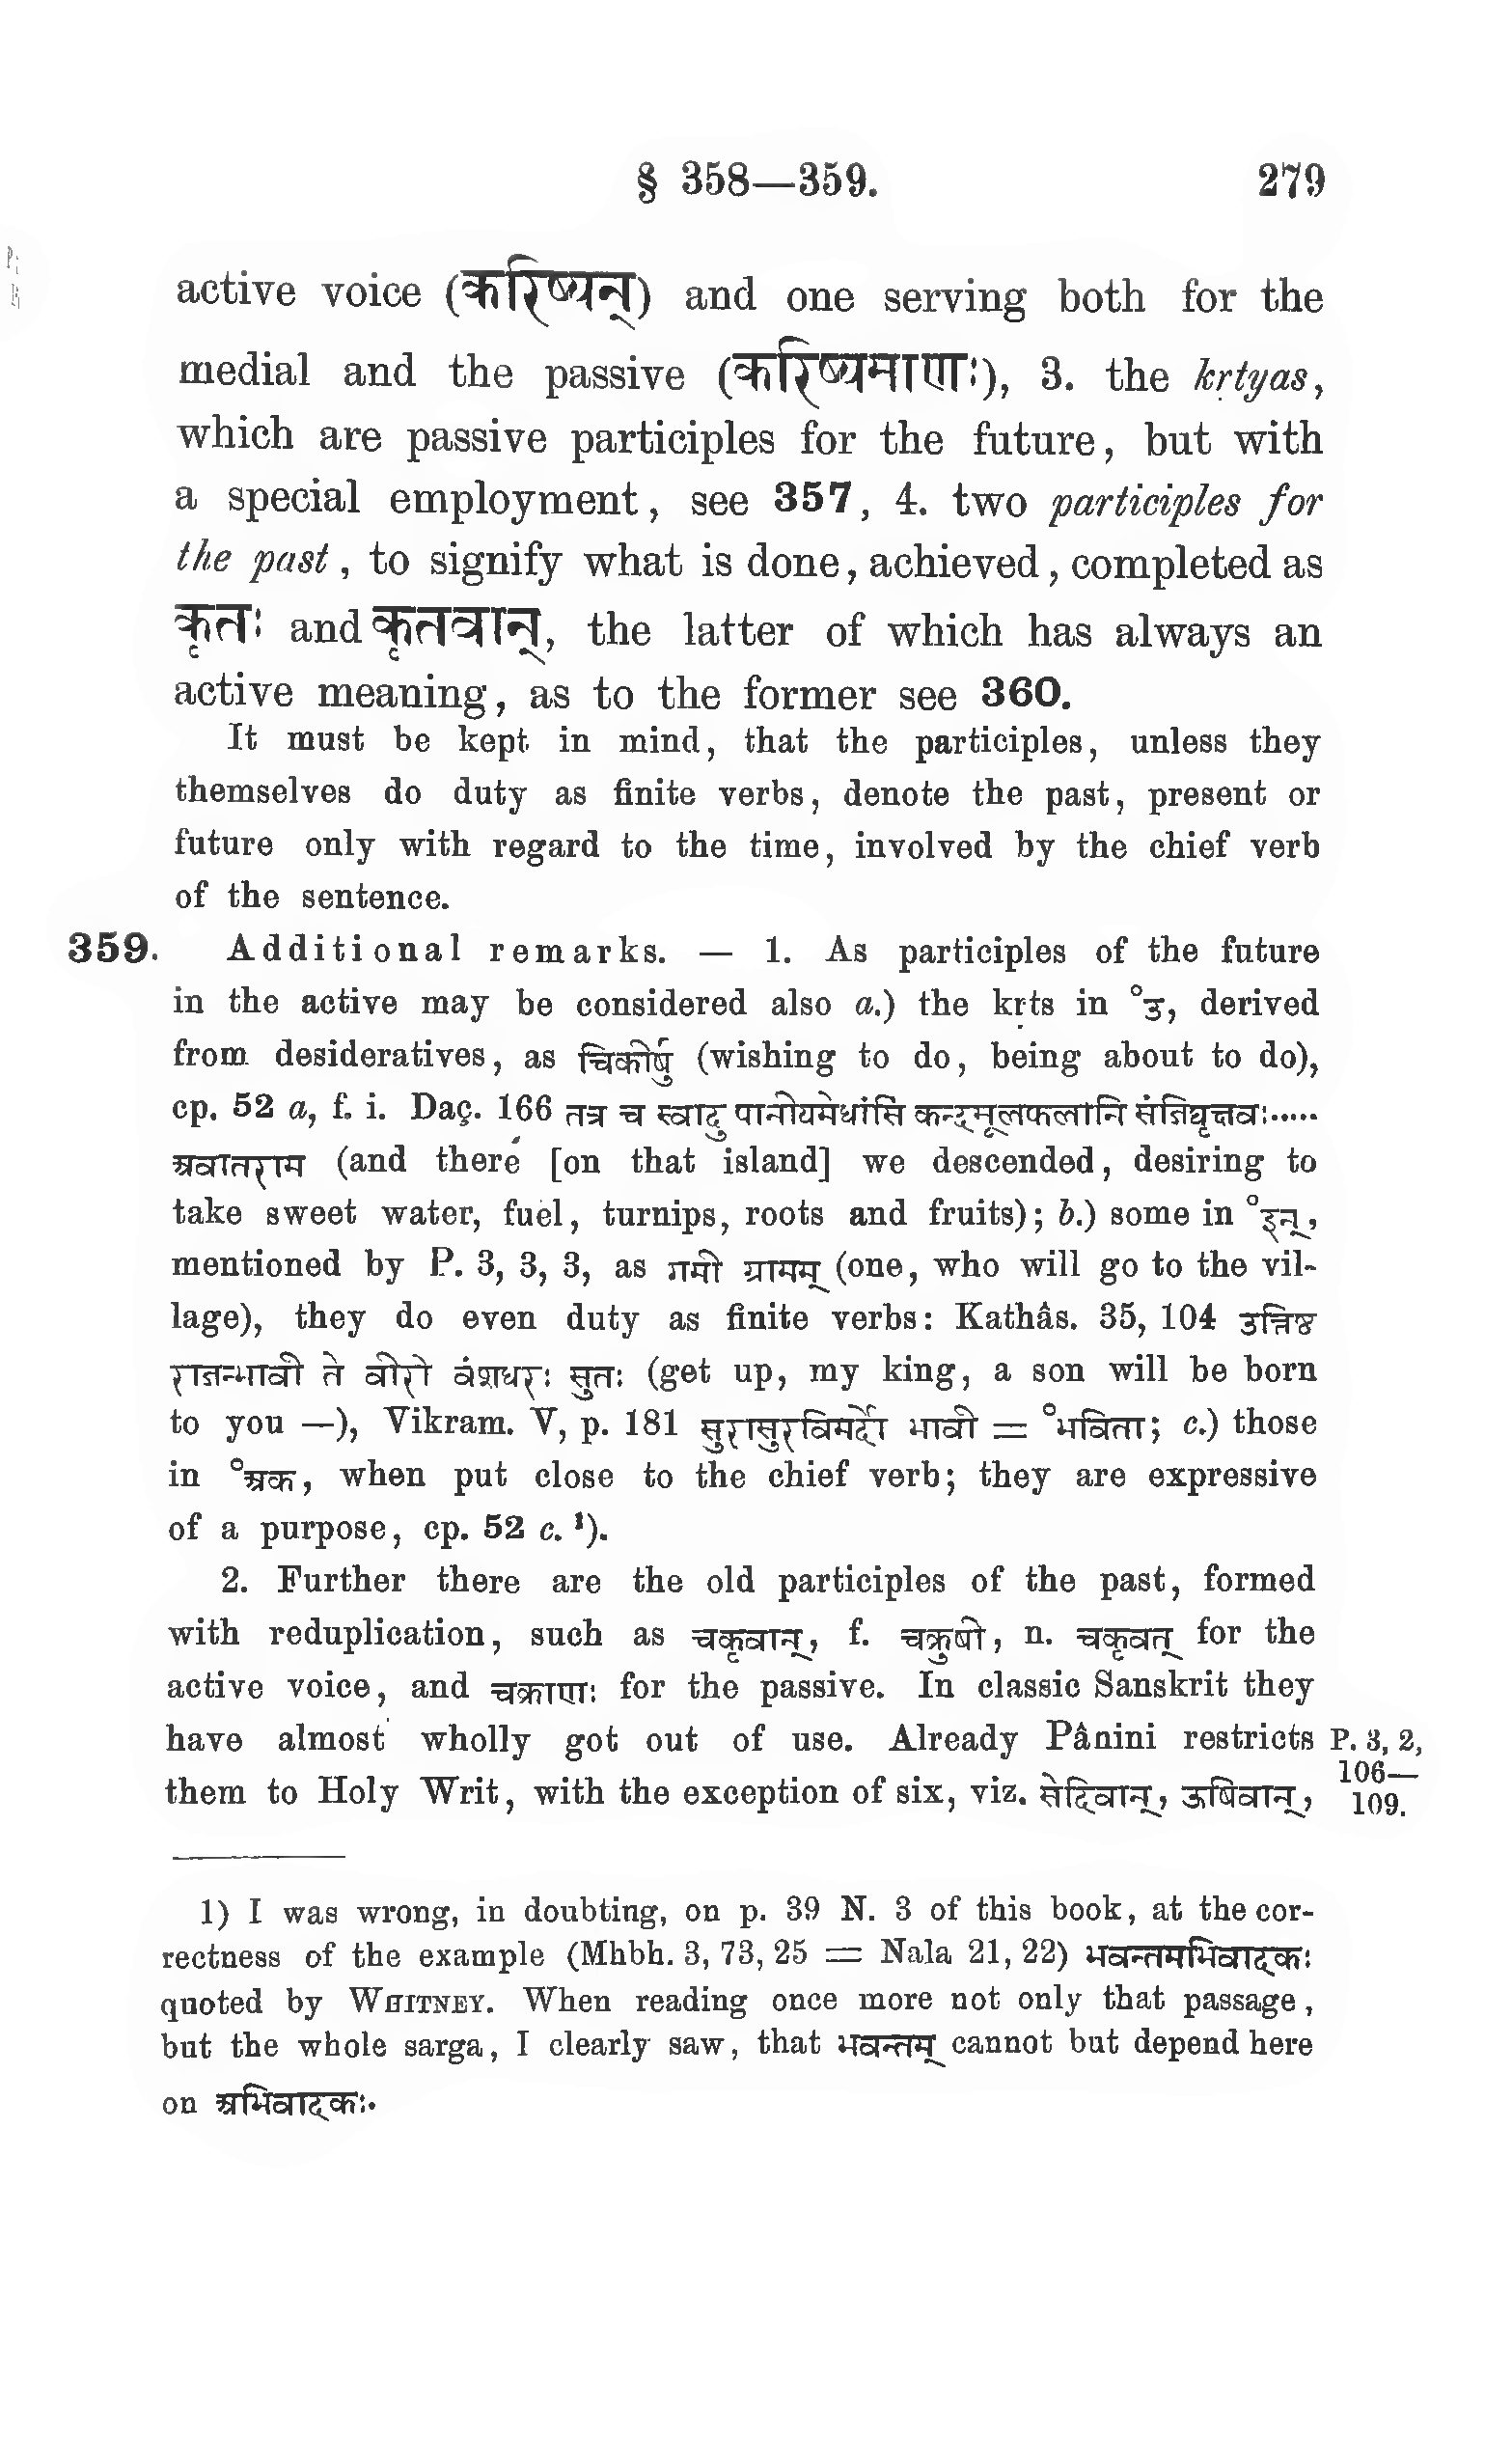 § 358—359. 279
active voice (करिष्यन्) and one serving both for the
medial and the passive (करिष्यमाणः), 3. the kṛtyas,
which are passive participles for the future, but with
a special employment, see 357, 4. two participles for
the past, to signify what is done, achieved, completed as
कृतः and कृतवान्, the latter of which has always an
active meaning, as to the former see 360.
It must be kept in mind, that the participles, unless they
themselves do duty as finite verbs, denote the past, present or
future only with regard to the time, involved by the chief verb
of the sentence.
359. Additional remarks. — 1. As participles of the future
in the active may be considered also a.) the kṛts in °उ, derived
from desideratives, as चिकीर्षु (wishing to do, being about to do),
cp. 52 a, f. i. Daç. 166 तत्र च स्वादु पानीयमेधांसि कन्दमूलफलानि संजिघृक्षवः.....
अवातराम (and there [on that island] we descended, desiring to
take sweet water, fuel, turnips, roots and fruits); b.) some in °इन्,
mentioned by P. 3, 3, 3, as गमी ग्रामम् (one, who will go to the vil-
lage), they do even duty as finite verbs: Kathâs. 35, 104 उत्तिष्ठ
राजन्भावी ते वीरो वंशधरः सुतः (get up, my king, a son will be born
to you —), Vikram. V, p. 181 सुरासुरविमर्दो भावी = °भविता; c.) those
in °अक, when put close to the chief verb; they are expressive
of a purpose, cp. 52 c. ¹).
2. Further there are the old participles of the past, formed
with reduplication, such as चकृवान्, f. चक्रुषी, n. चकृवत् for the
active voice, and चक्राणः for the passive. In classic Sanskrit they
have almost wholly got out of use. Already Pânini restricts P. 3, 2,
106—
them to Holy Writ, with the exception of six, viz. सेदिवान्, ऊषिवान्, 109.
1) I was wrong, in doubting, on p. 39 N. 3 of this book, at the cor-
rectness of the example (Mhbh. 3, 73, 25 = Nala 21, 22) भवन्तमभिवादकः
quoted by WHITNEY. When reading once more not only that passage,
but the whole sarga, I clearly saw, that भवन्तम् cannot but depend here
on अभिवादकः.